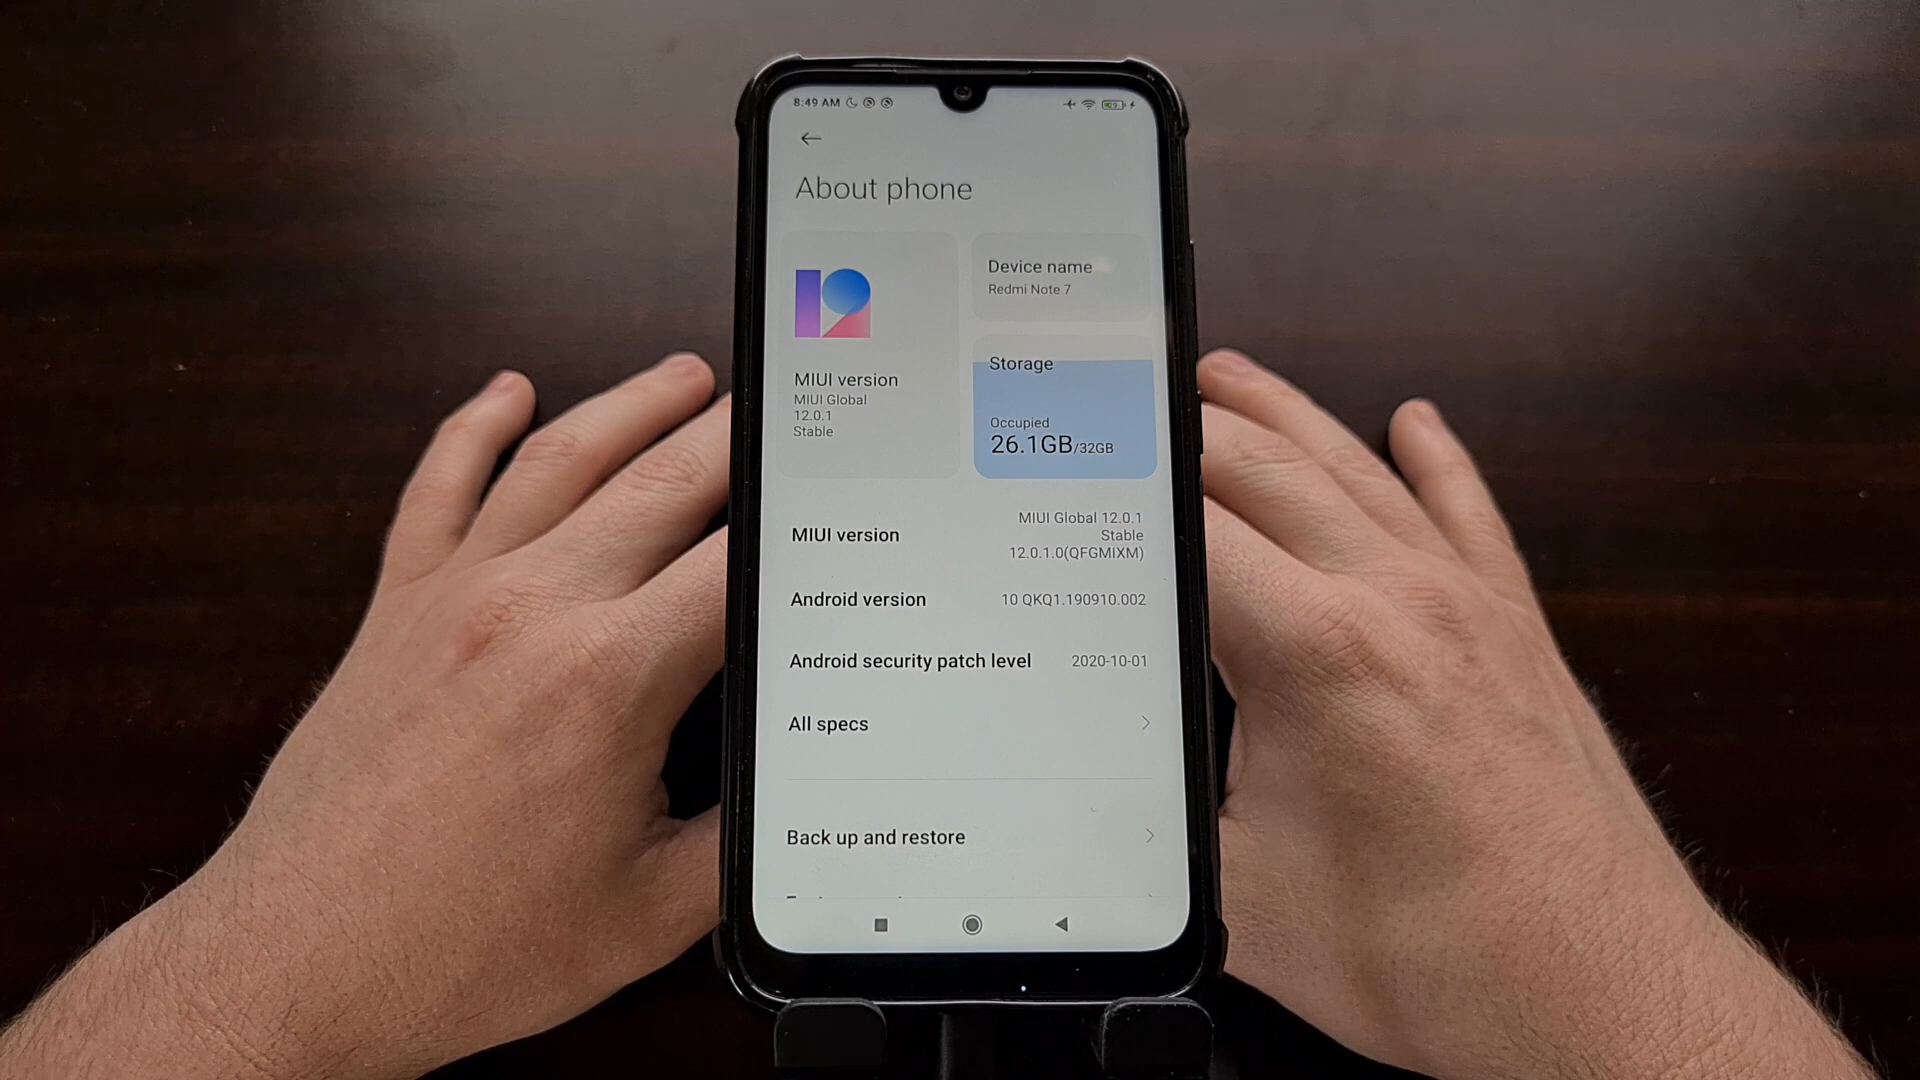 8:49 AM
About phone
12
MIUI version
MIUI Global
12.0.1
Stable
Device name
Redmi Note 7
Storage
Occupied
26.1GB/32GB
MIUI version
MIUI Global 12.0.1
Stable
12.0.1.0(QFGMIXM)
Android version
10 QKQ1.190910.002
Android security patch level
2020-10-01
All specs
Back up and restore